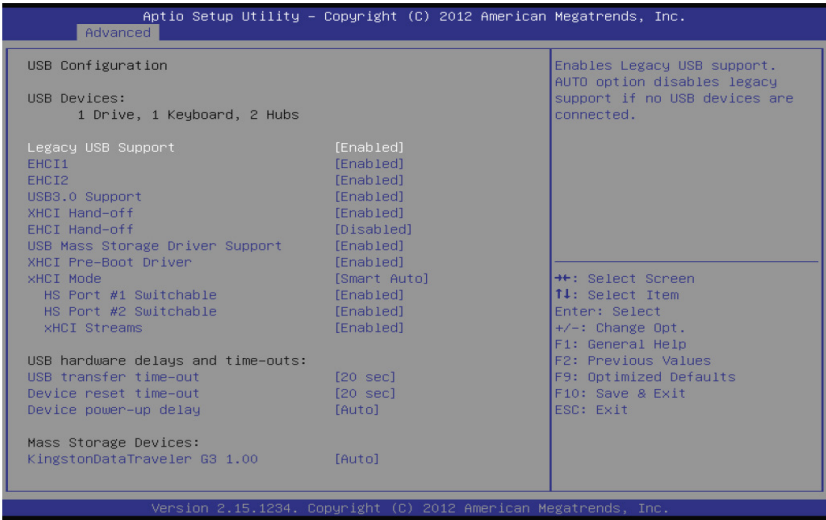 Aptio Setup Utility – Copyright (C) 2012 American Megatrends, Inc.
Advanced
USB Configuration
USB Devices:
1 Drive, 1 Keyboard, 2 Hubs
Legacy USB Support [Enabled]
EHCI1 [Enabled]
EHCI2 [Enabled]
USB3.0 Support [Enabled]
XHCI Hand-off [Enabled]
EHCI Hand-off [Disabled]
USB Mass Storage Driver Support [Enabled]
XHCI Pre-Boot Driver [Enabled]
xHCI Mode [Smart Auto]
HS Port #1 Switchable [Enabled]
HS Port #2 Switchable [Enabled]
xHCI Streams [Enabled]
USB hardware delays and time-outs:
USB transfer time-out [20 sec]
Device reset time-out [20 sec]
Device power-up delay [Auto]
Mass Storage Devices:
KingstonDataTraveler G3 1.00 [Auto]
Enables Legacy USB support.
AUTO option disables legacy
support if no USB devices are
connected.
→←: Select Screen
↑↓: Select Item
Enter: Select
+/-: Change Opt.
F1: General Help
F2: Previous Values
F9: Optimized Defaults
F10: Save & Exit
ESC: Exit
Version 2.15.1234. Copyright (C) 2012 American Megatrends, Inc.